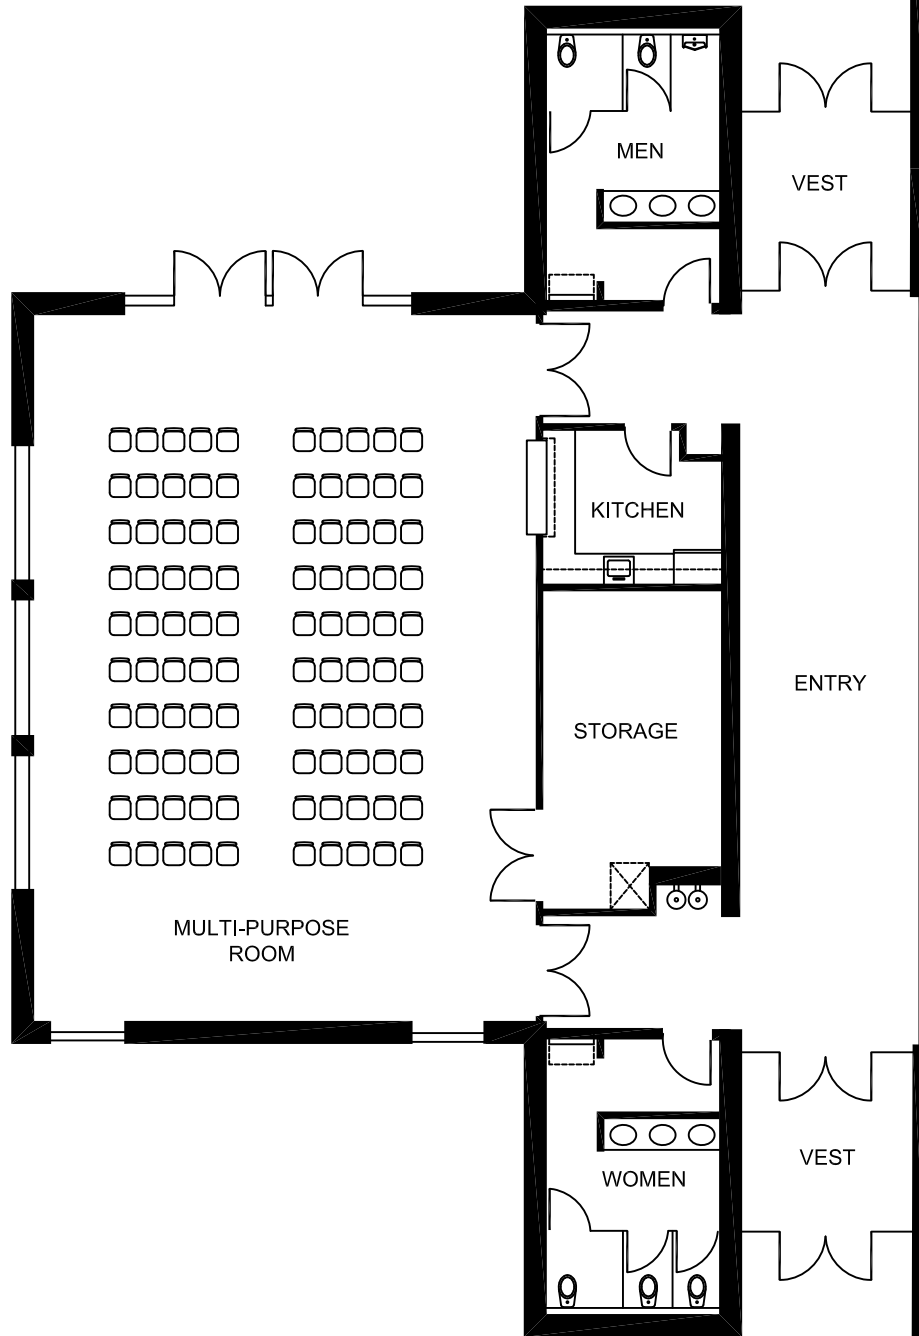 MEN
VEST
KITCHEN
ENTRY
STORAGE
MULTI-PURPOSE
ROOM
VEST
WOMEN